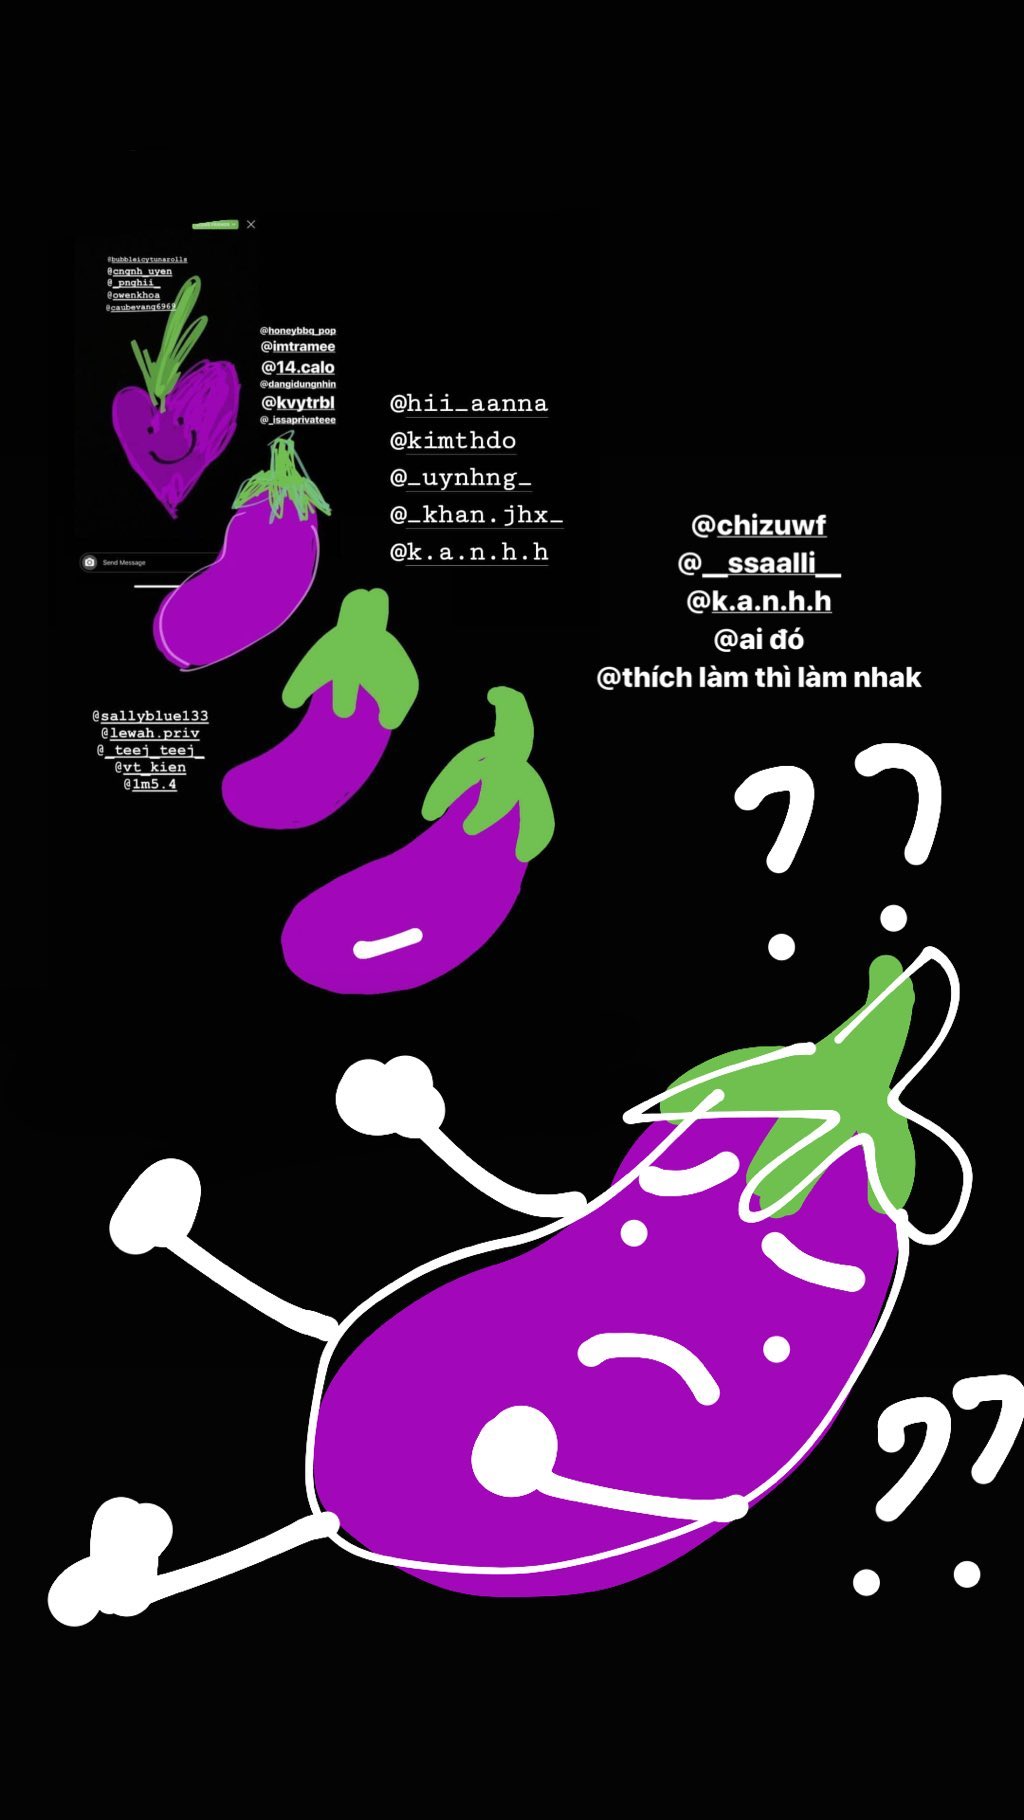 @bubbleicytunarolls
@cngnh_uyen
@_pnghii_
@owenkhoa
@caubevang6969
@honeybbq_pop
@imtramee
@14.calo
@dangidungnhin
@kvytrbl
@_issaprivateee
@hii_aanna
@kimthdo
@_uynhng_
@_khan.jhx_
@k.a.n.h.h
@chizuwf
@__ssaalli__
@k.a.n.h.h
@ai đó
@thích làm thì làm nhak
Send Message
@sallyblue133
@lewah.priv
@_teej_teej_
@vt_kien
@1m5.4
??
??